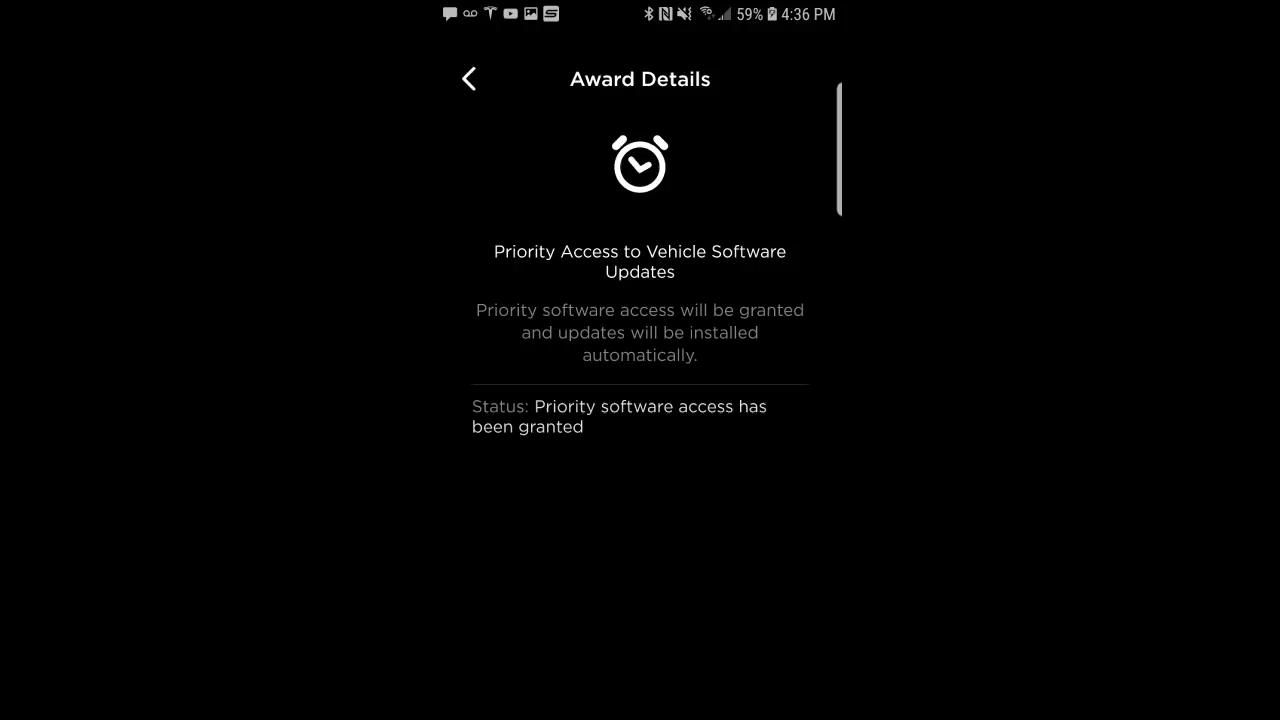 59% 4:36 PM
Award Details
Priority Access to Vehicle Software
Updates
Priority software access will be granted
and updates will be installed
automatically.
Status: Priority software access has
been granted